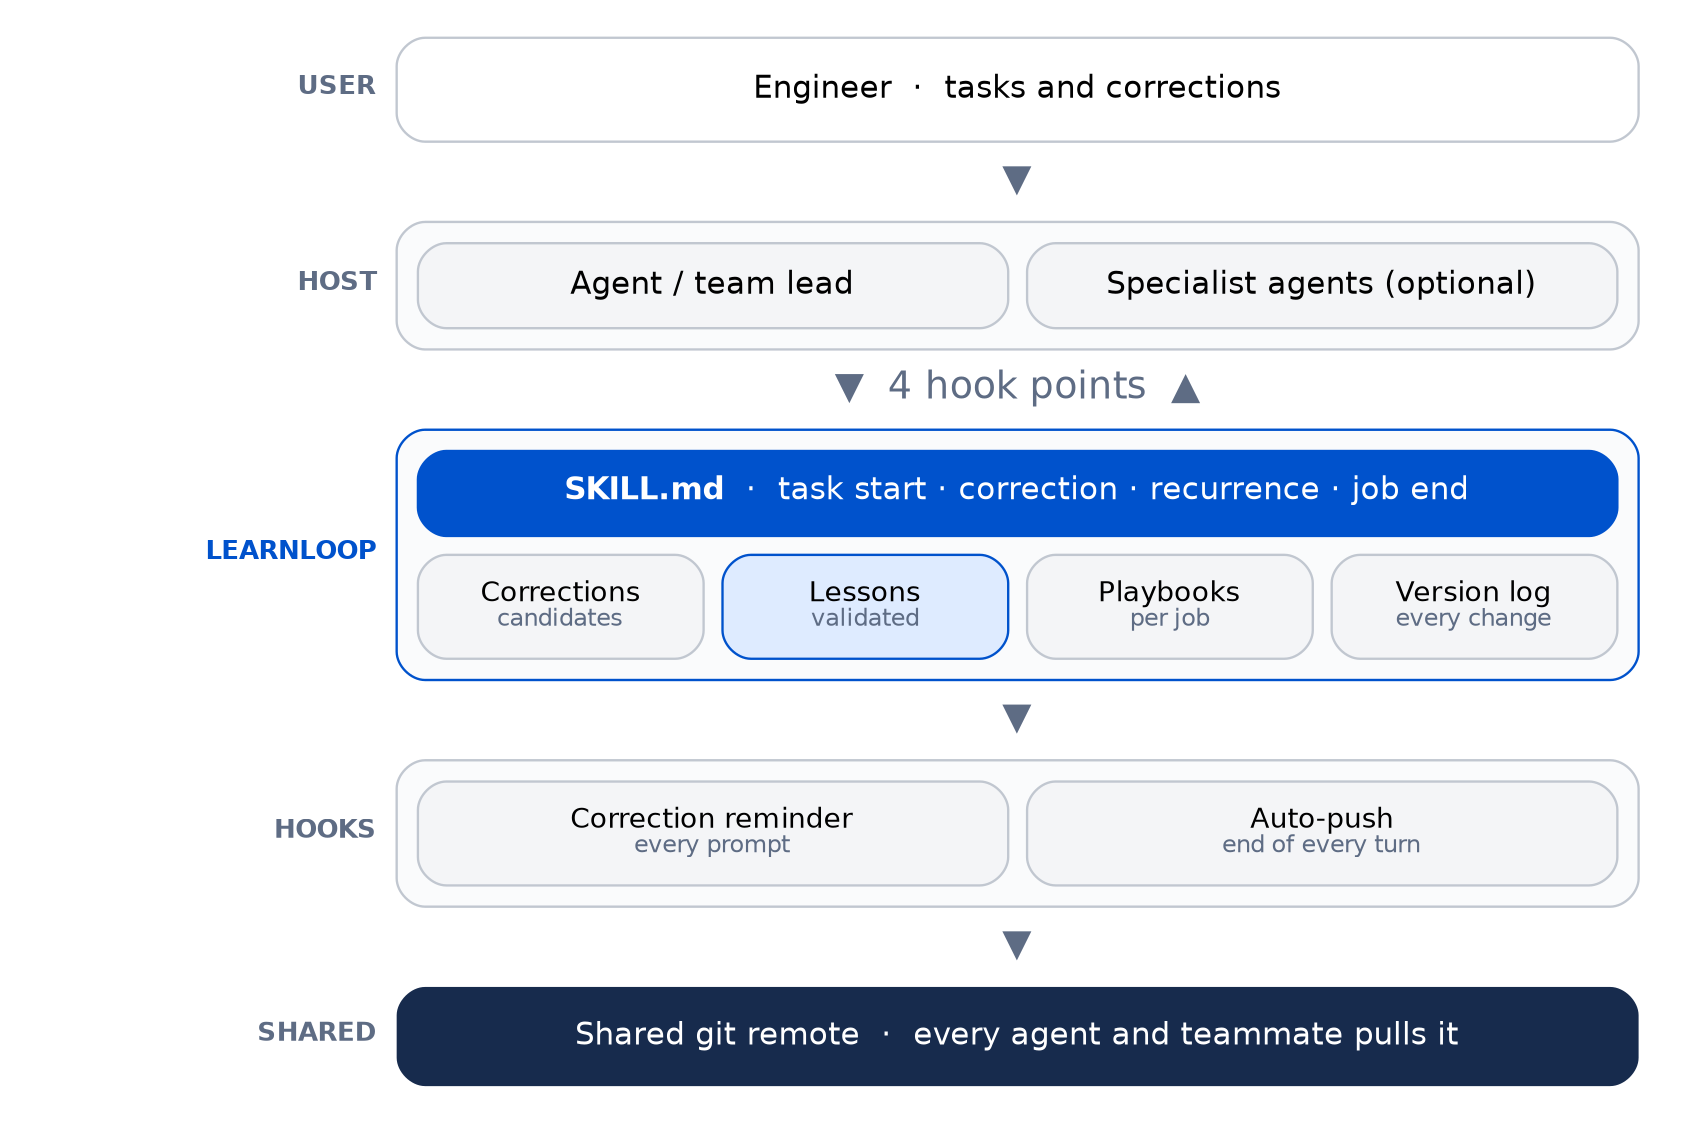 USER
Engineer · tasks and corrections
▼
HOST
Agent / team lead
Specialist agents (optional)
▼ 4 hook points ▲
LEARNLOOP
SKILL.md · task start · correction · recurrence · job end
Corrections
candidates
Lessons
validated
Playbooks
per job
Version log
every change
▼
HOOKS
Correction reminder
every prompt
Auto-push
end of every turn
▼
SHARED
Shared git remote · every agent and teammate pulls it